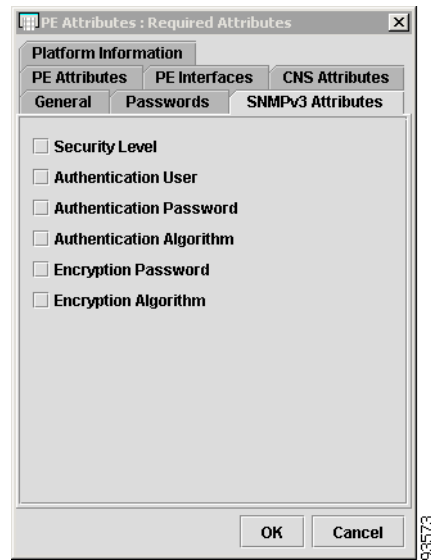 PE Attributes : Required Attributes
Platform Information
PE Attributes PE Interfaces CNS Attributes
General Passwords SNMPv3 Attributes
Security Level
Authentication User
Authentication Password
Authentication Algorithm
Encryption Password
Encryption Algorithm
OK Cancel
93573